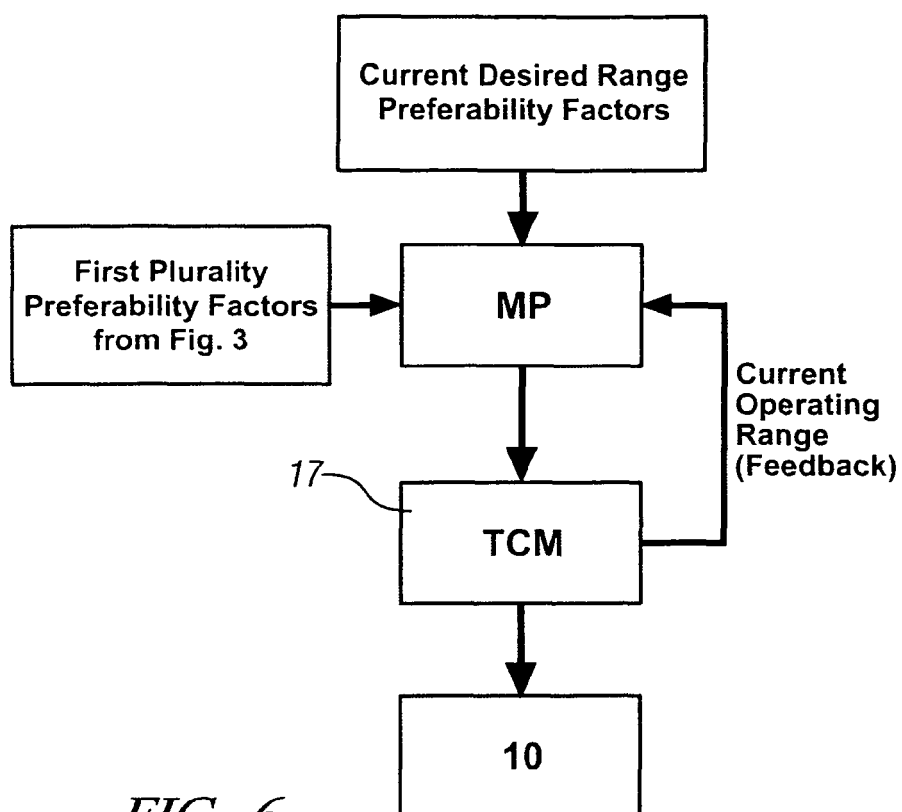 Current Desired Range
Preferability Factors
First Plurality
Preferability Factors
from Fig. 3
MP
Current
Operating
Range
(Feedback)
17
TCM
10
FIG. 6